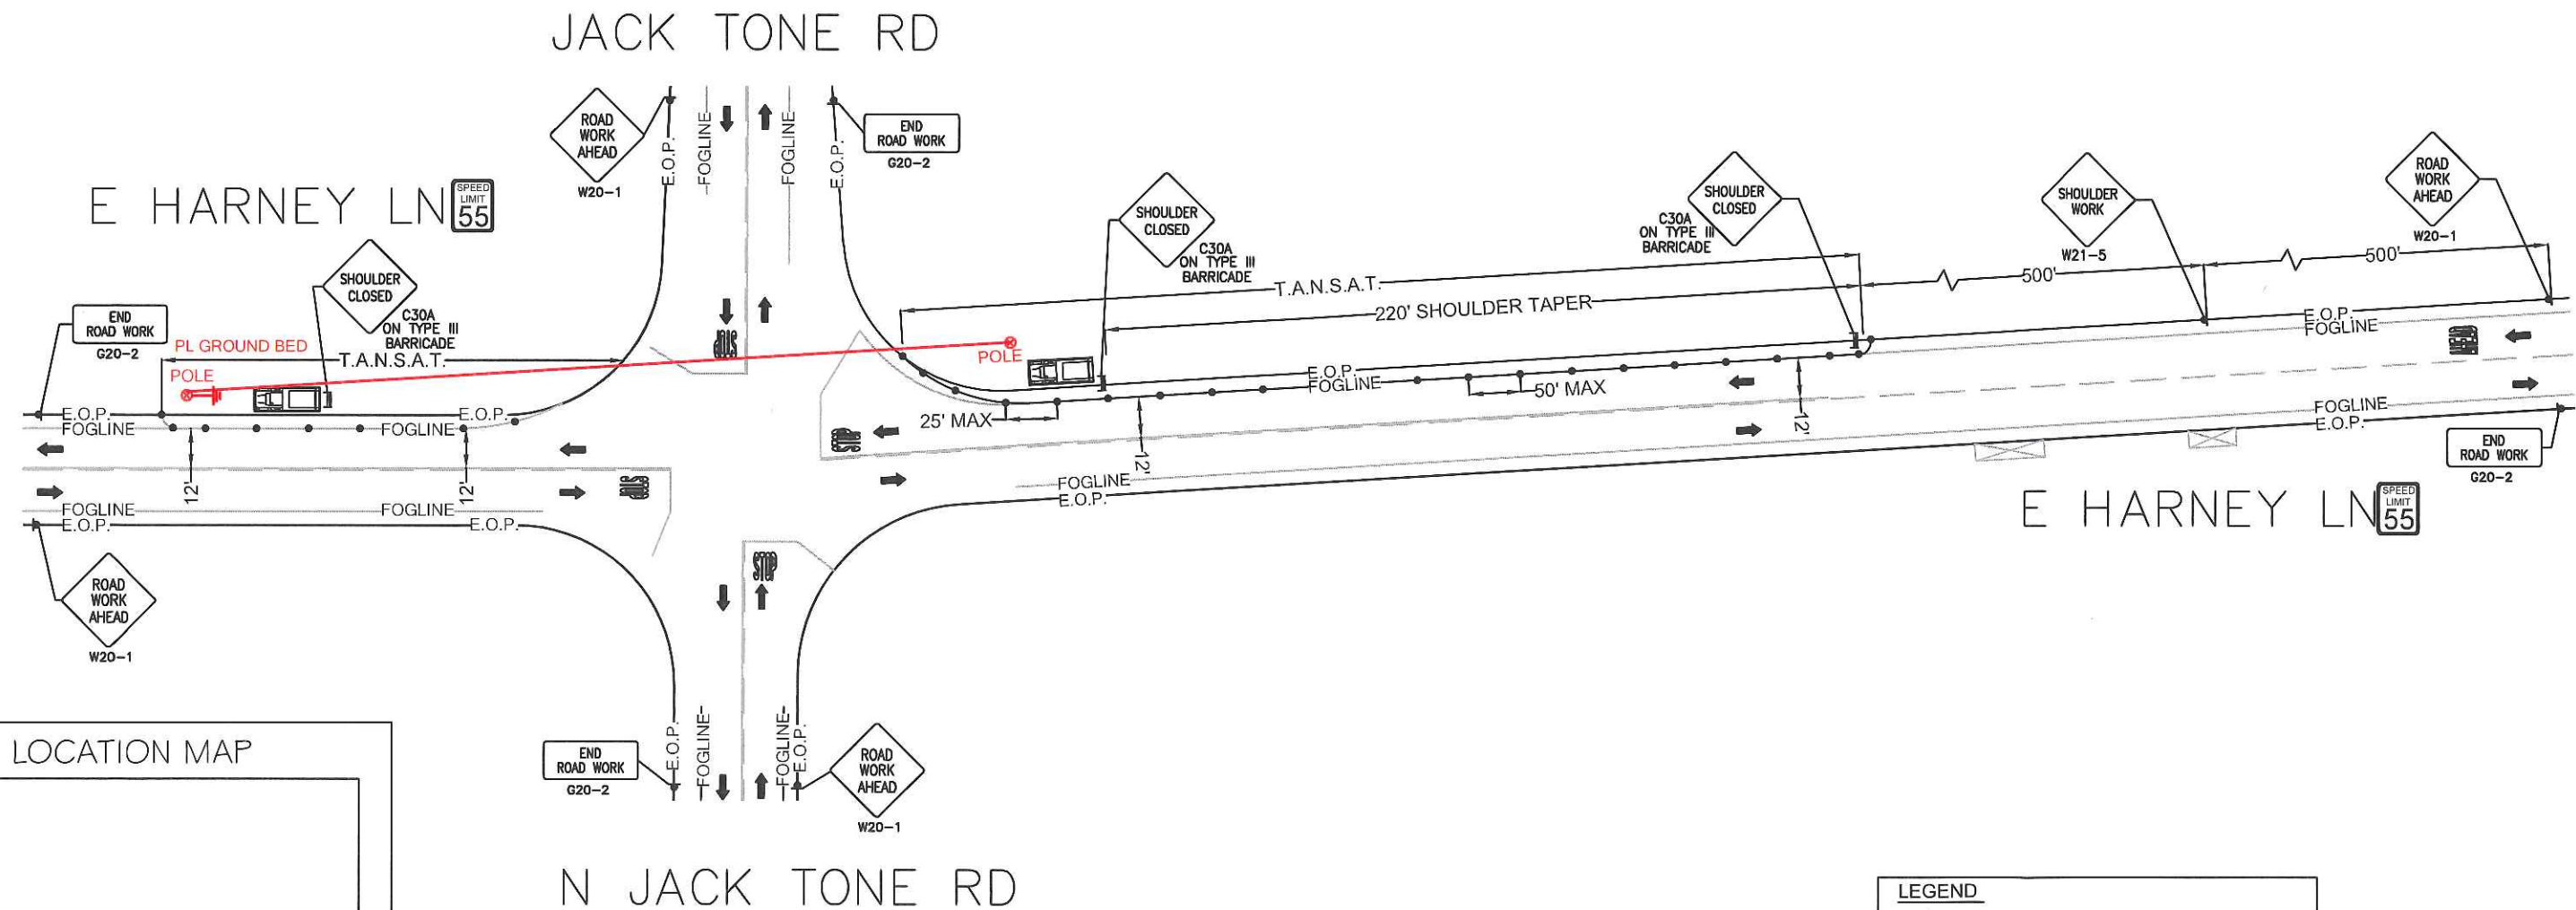 JACK TONE RD
ROAD
WORK
AHEAD
W20-1
E.O.P.
FOGLINE
FOGLINE
E.O.P.
END
ROAD WORK
G20-2
E HARNEY LN
SPEED
LIMIT
55
SHOULDER
CLOSED
C30A
ON TYPE III
BARRICADE
END
ROAD WORK
G20-2
PL GROUND BED
T.A.N.S.A.T.
POLE
E.O.P.
E.O.P.
FOGLINE
FOGLINE
12'
12'
FOGLINE
FOGLINE
E.O.P.
E.O.P.
ROAD
WORK
AHEAD
W20-1
STOP
STOP
STOP
STOP
POLE
SHOULDER
CLOSED
C30A
ON TYPE III
BARRICADE
T.A.N.S.A.T.
220' SHOULDER TAPER
SHOULDER
CLOSED
C30A
ON TYPE III
BARRICADE
SHOULDER
WORK
W21-5
ROAD
WORK
AHEAD
W20-1
500'
500'
E.O.P.
FOGLINE
E.O.P.
FOGLINE
25' MAX
50' MAX
12'
12'
FOGLINE
E.O.P.
FOGLINE
E.O.P.
END
ROAD WORK
G20-2
E HARNEY LN
SPEED
LIMIT
55
E.O.P.
FOGLINE
FOGLINE
E.O.P.
END
ROAD WORK
G20-2
ROAD
WORK
AHEAD
W20-1
N JACK TONE RD
LOCATION MAP
LEGEND